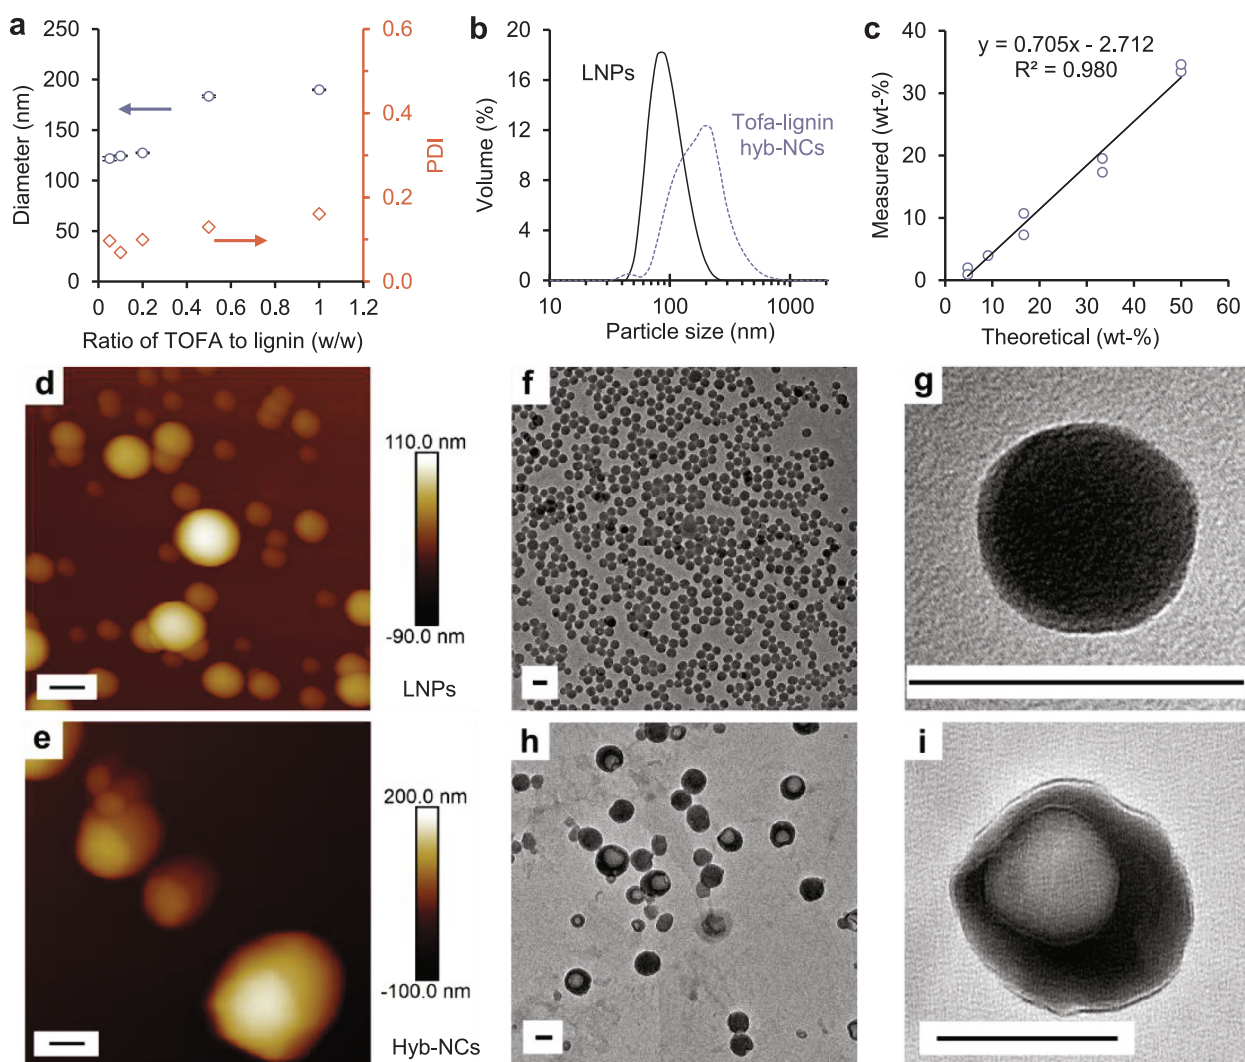 a
250
200
150
100
50
0
Diameter (nm)
0.6
0.4
0.2
0.0
PDI
0
0.2
0.4
0.6
0.8
1
1.2
Ratio of TOFA to lignin (w/w)
b
20
16
12
8
4
0
Volume (%)
LNPs
Tofa-lignin
hyb-NCs
10
100
1000
Particle size (nm)
c
y = 0.705x - 2.712
R² = 0.980
40
30
20
10
0
Measured (wt-%)
0
10
20
30
40
50
60
Theoretical (wt-%)
d
110.0 nm
-90.0 nm
LNPs
f
g
e
200.0 nm
-100.0 nm
Hyb-NCs
h
i